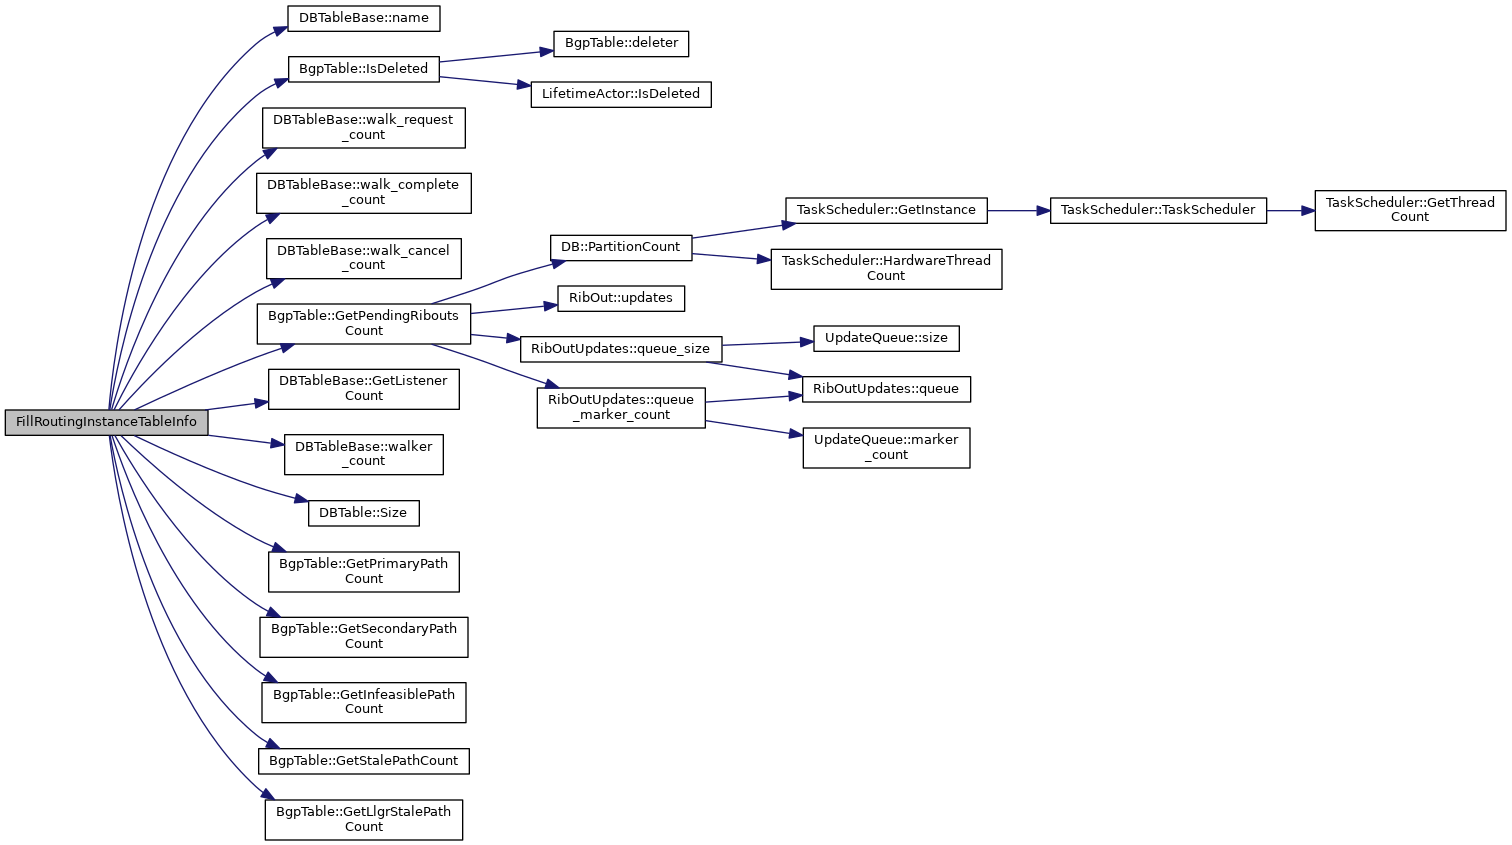 FillRoutingInstanceTableInfo
DBTableBase::name
BgpTable::IsDeleted
BgpTable::deleter
LifetimeActor::IsDeleted
DBTableBase::walk_request
_count
DBTableBase::walk_complete
_count
DBTableBase::walk_cancel
_count
BgpTable::GetPendingRibouts
Count
DB::PartitionCount
TaskScheduler::GetInstance
TaskScheduler::TaskScheduler
TaskScheduler::GetThread
Count
TaskScheduler::HardwareThread
Count
RibOut::updates
RibOutUpdates::queue_size
UpdateQueue::size
RibOutUpdates::queue
RibOutUpdates::queue
_marker_count
UpdateQueue::marker
_count
DBTableBase::GetListener
Count
DBTableBase::walker
_count
DBTable::Size
BgpTable::GetPrimaryPath
Count
BgpTable::GetSecondaryPath
Count
BgpTable::GetInfeasiblePath
Count
BgpTable::GetStalePathCount
BgpTable::GetLlgrStalePath
Count